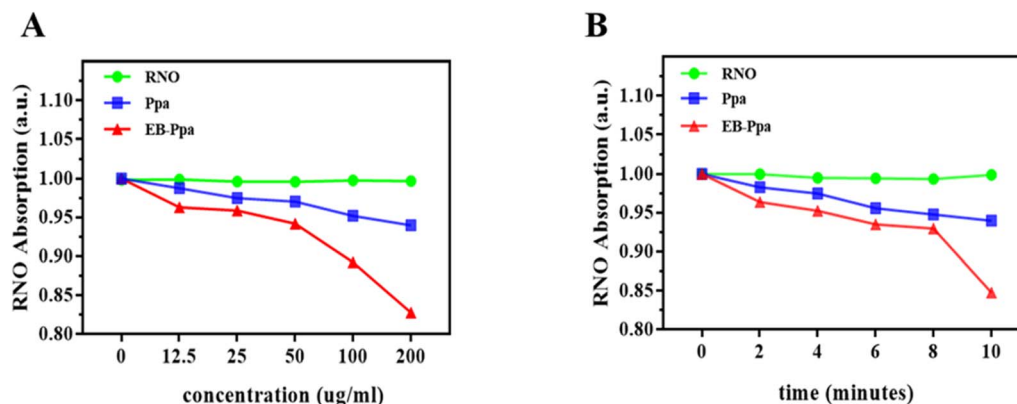 A
RNO Absorption (a.u.)
RNO
Ppa
EB-Ppa
1.10
1.05
1.00
0.95
0.90
0.85
0.80
0 12.5 25 50 100 200
concentration (ug/ml)
B
RNO Absorption (a.u.)
RNO
Ppa
EB-Ppa
1.10
1.05
1.00
0.95
0.90
0.85
0.80
0 2 4 6 8 10
time (minutes)